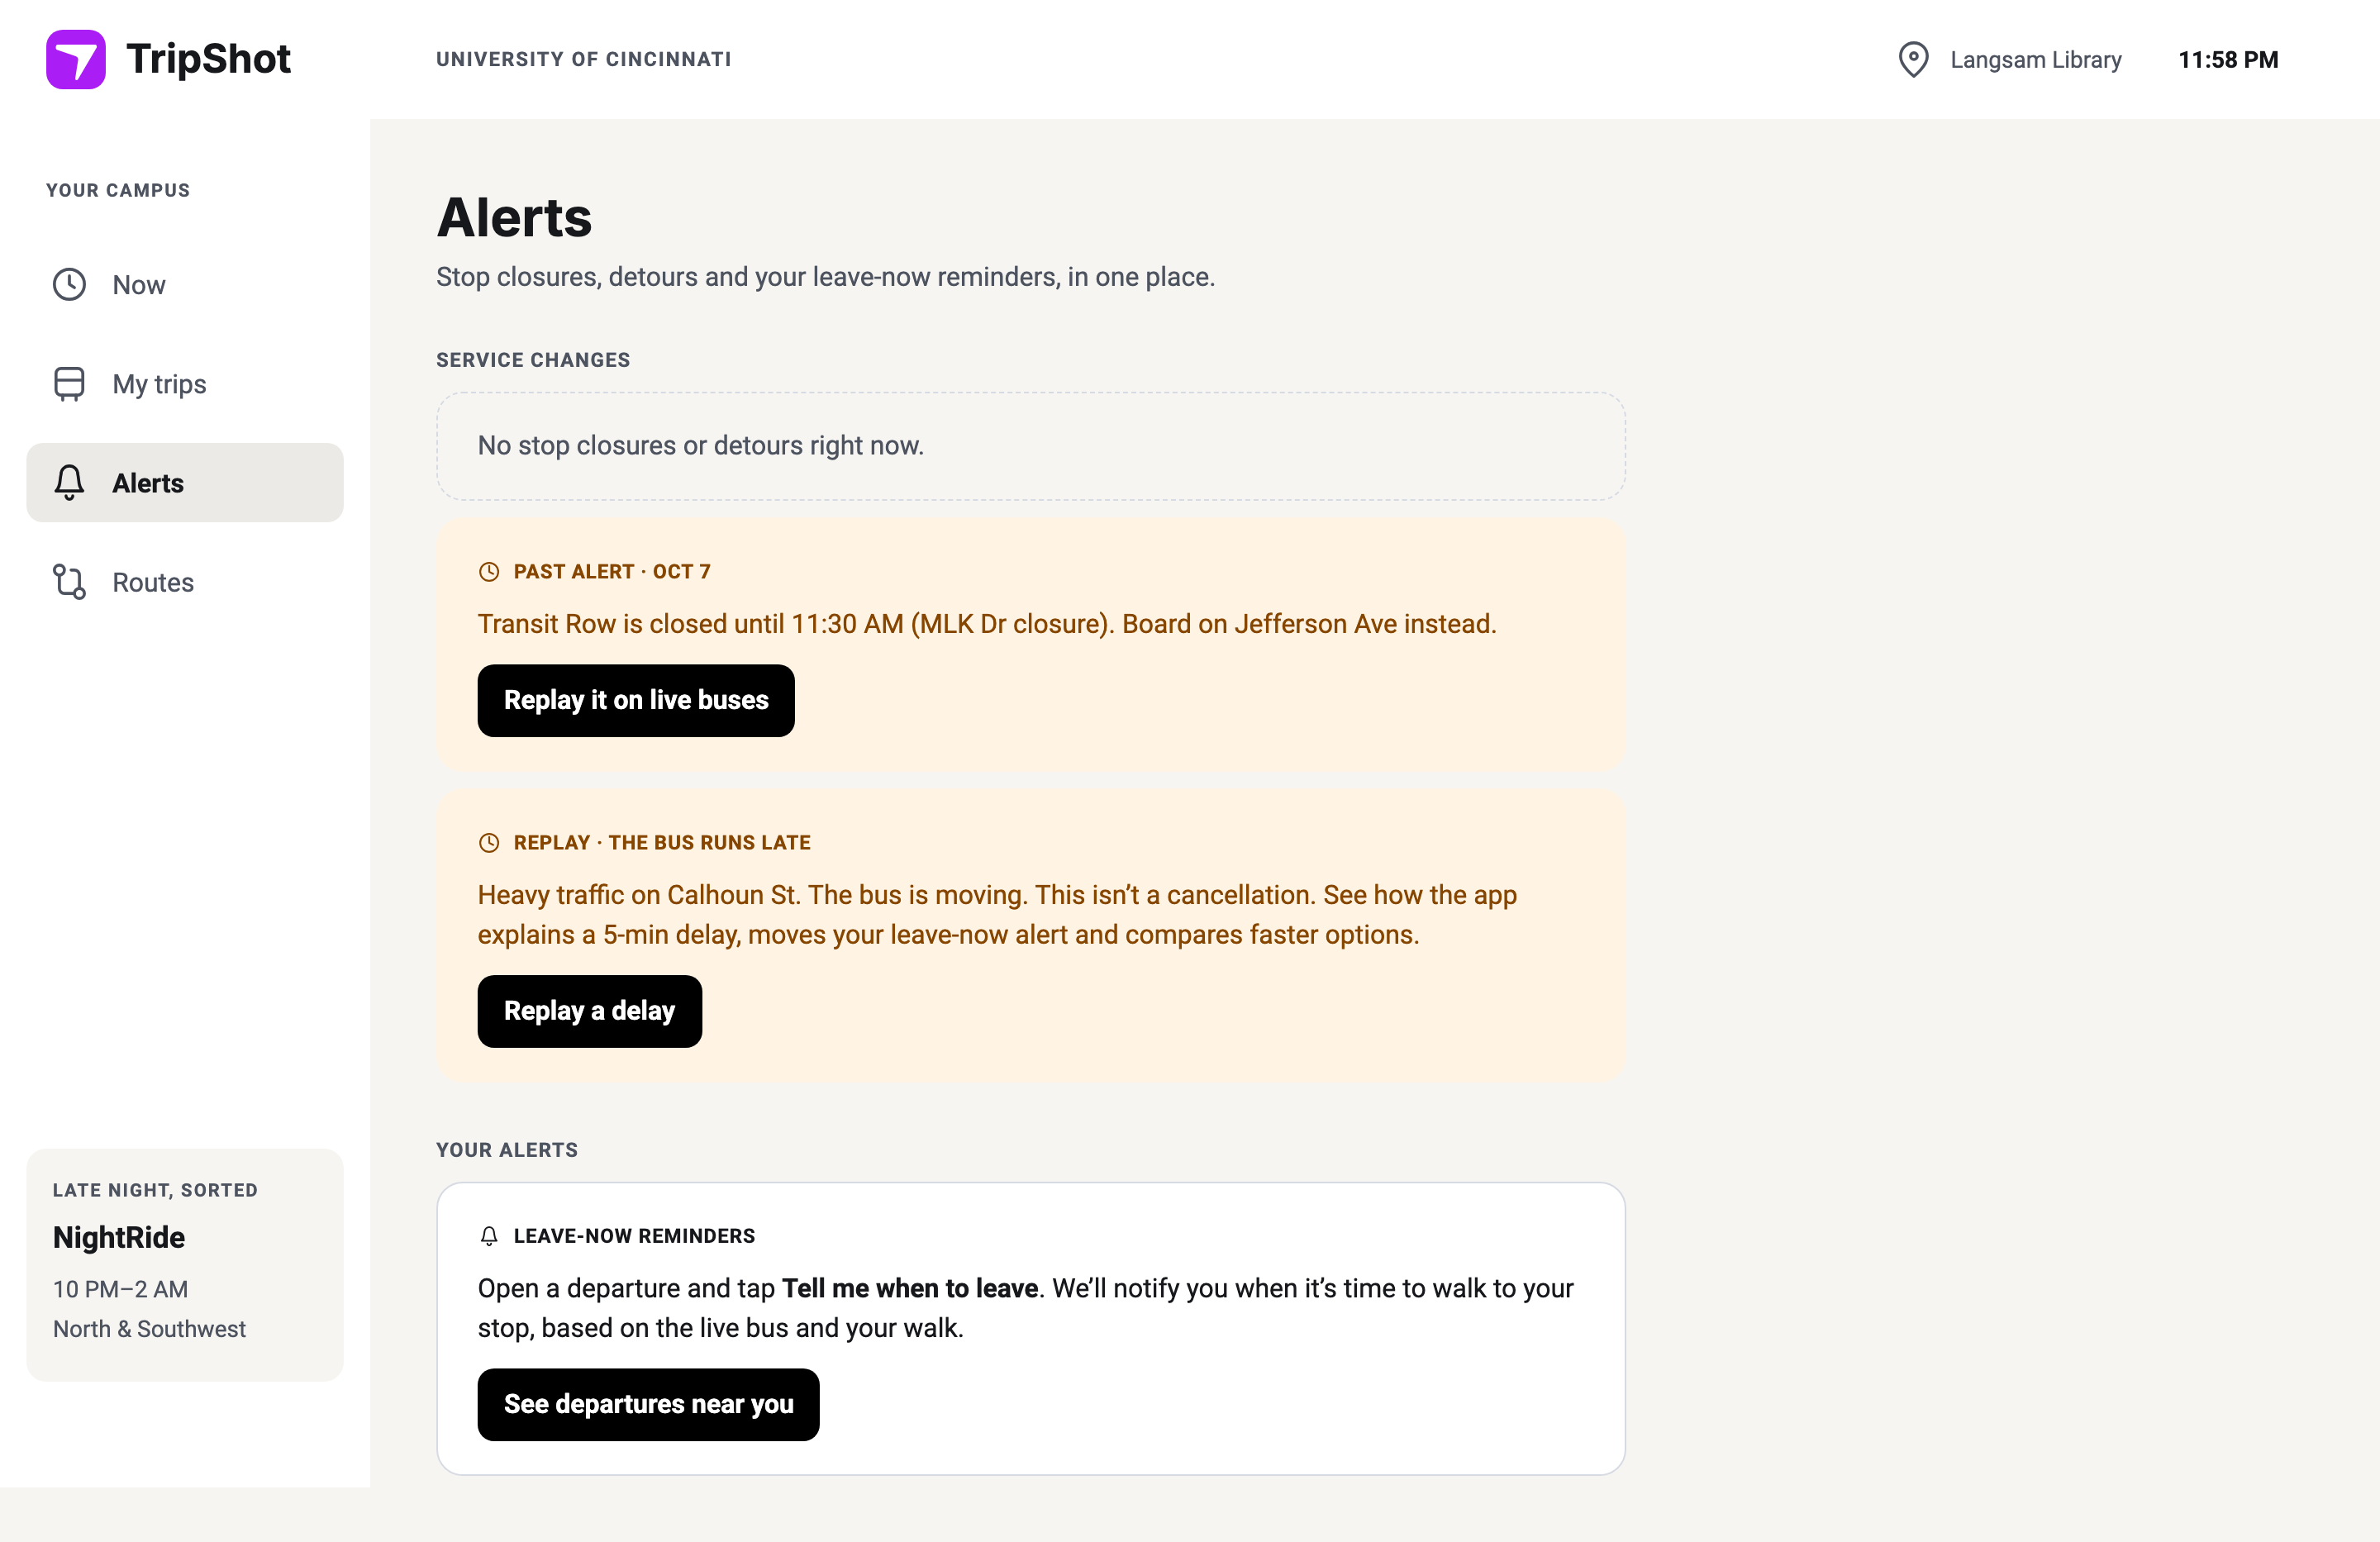 TripShot
UNIVERSITY OF CINCINNATI
Langsam Library
11:58 PM
YOUR CAMPUS
Now
My trips
Alerts
Routes
LATE NIGHT, SORTED
NightRide
10 PM–2 AM
North & Southwest
Alerts
Stop closures, detours and your leave-now reminders, in one place.
SERVICE CHANGES
No stop closures or detours right now.
PAST ALERT · OCT 7
Transit Row is closed until 11:30 AM (MLK Dr closure). Board on Jefferson Ave instead.
Replay it on live buses
REPLAY · THE BUS RUNS LATE
Heavy traffic on Calhoun St. The bus is moving. This isn’t a cancellation. See how the app
explains a 5-min delay, moves your leave-now alert and compares faster options.
Replay a delay
YOUR ALERTS
LEAVE-NOW REMINDERS
Open a departure and tap Tell me when to leave. We’ll notify you when it’s time to walk to your
stop, based on the live bus and your walk.
See departures near you